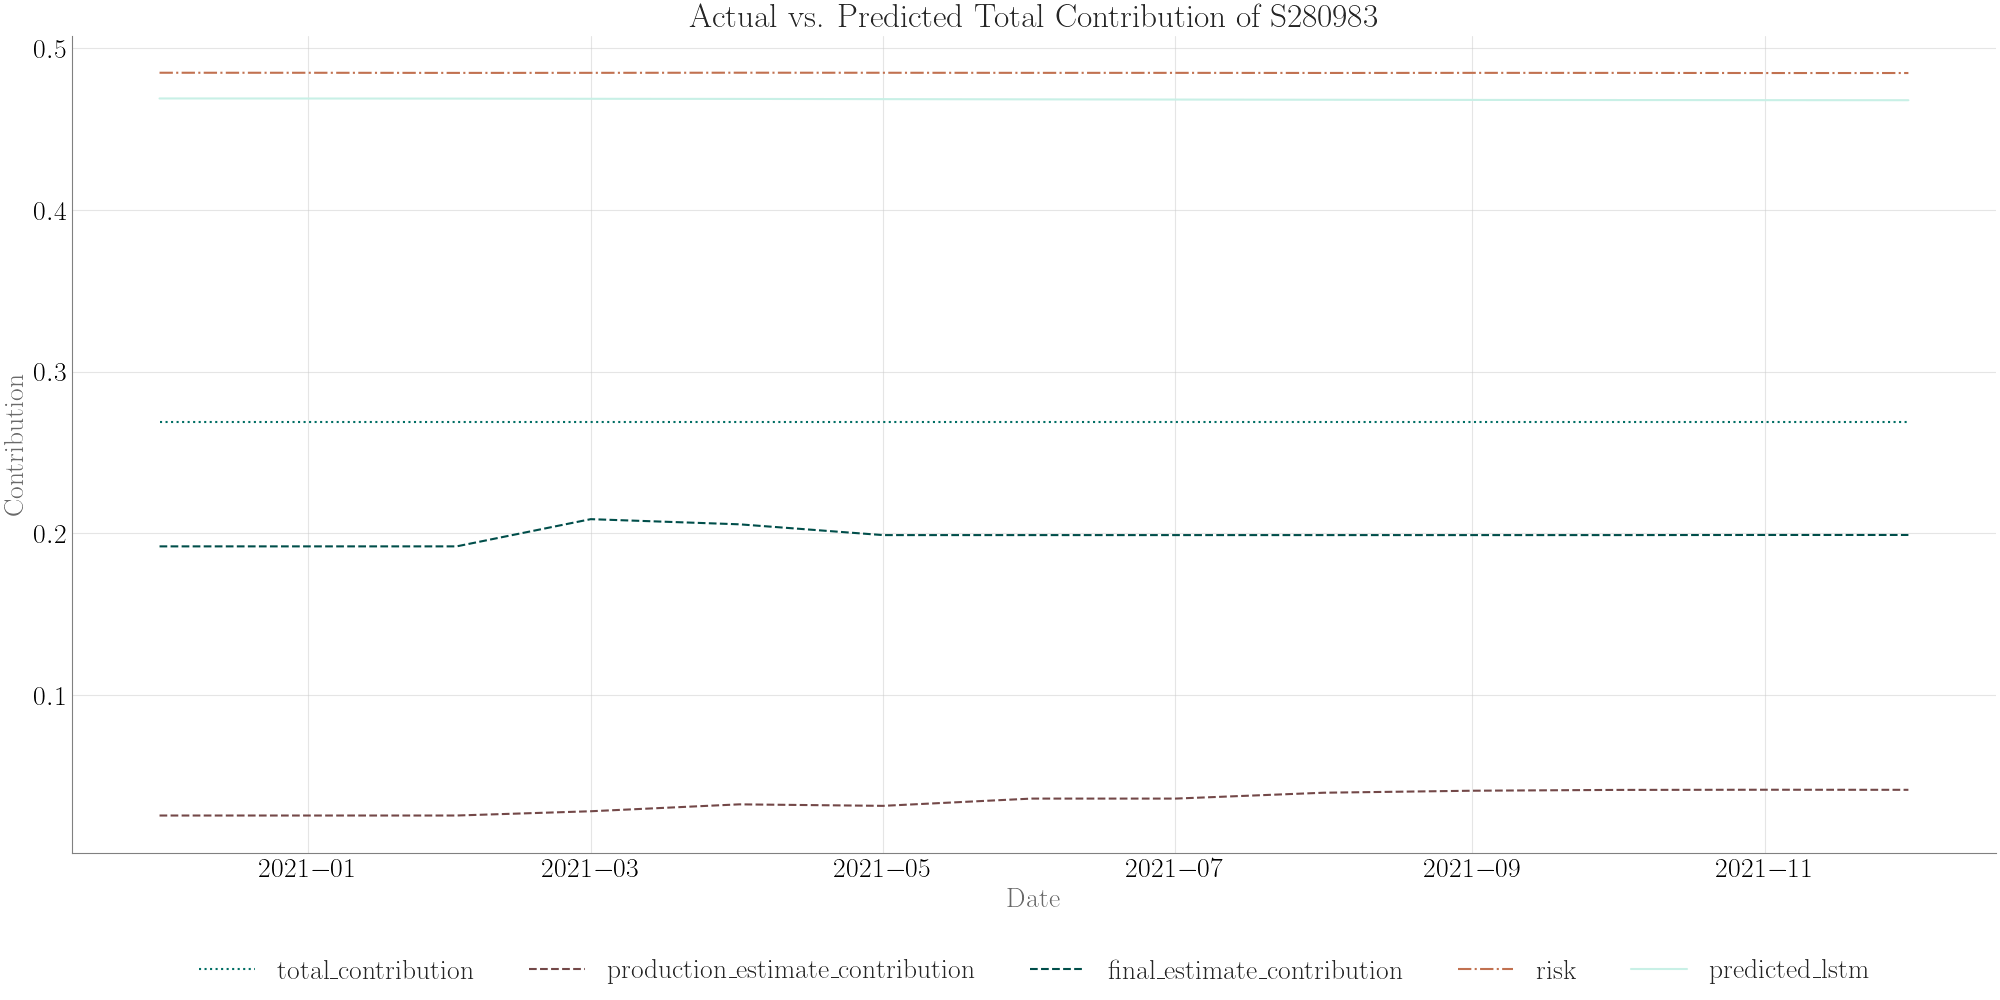 Actual vs. Predicted Total Contribution of S280983
0.5
0.4
0.3
0.2
0.1
Contribution
2021–01 2021–03 2021–05 2021–07 2021–09 2021–11
Date
total_contribution production_estimate_contribution final_estimate_contribution risk predicted_lstm